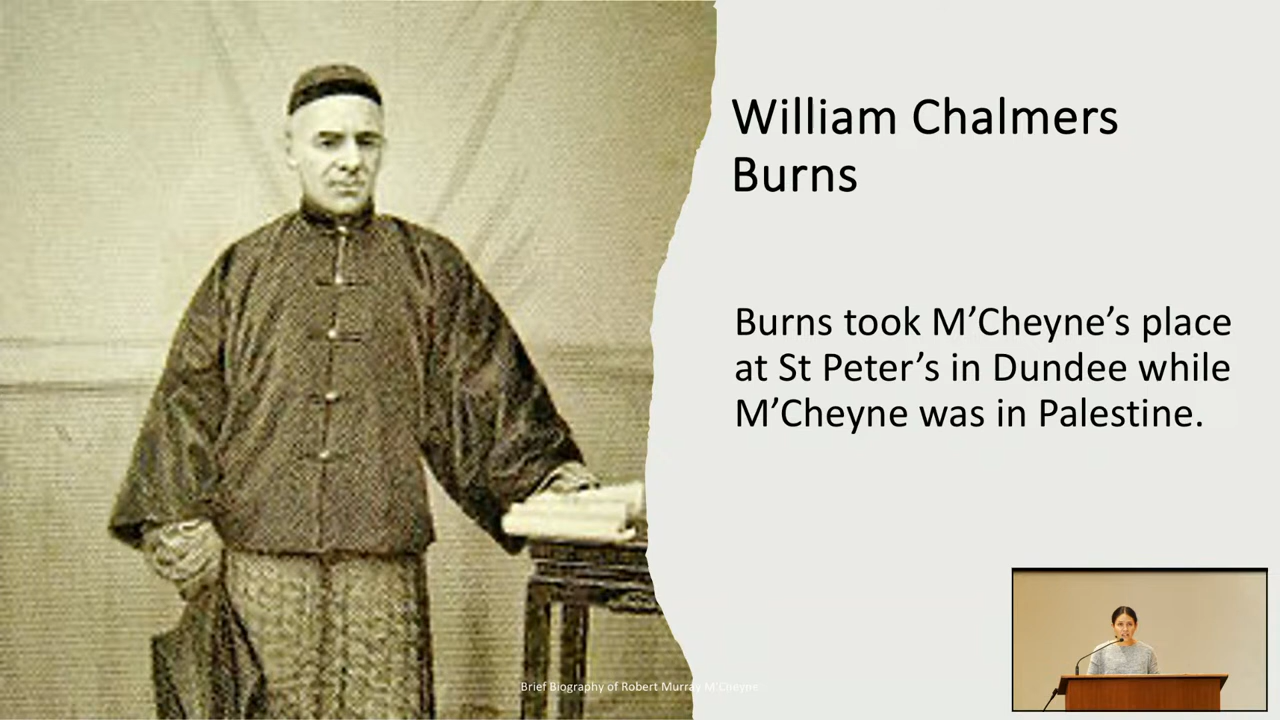 William Chalmers
Burns
Burns took M’Cheyne’s place
at St Peter’s in Dundee while
M’Cheyne was in Palestine.
Brief Biography of Robert Murray M'Cheyne